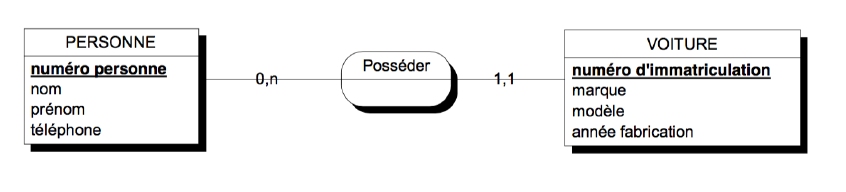 PERSONNE
numéro personne
nom
prénom
téléphone
0,n
Posséder
1,1
VOITURE
numéro d'immatriculation
marque
modèle
année fabrication